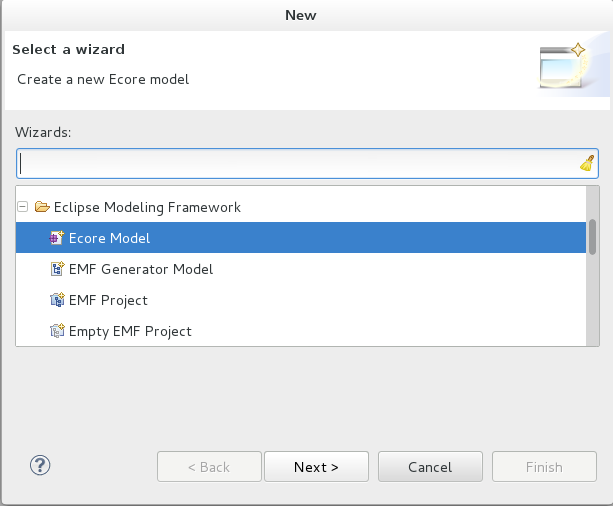 New
Select a wizard
Create a new Ecore model
Wizards:
Eclipse Modeling Framework
Ecore Model
EMF Generator Model
EMF Project
Empty EMF Project
? < Back Next > Cancel Finish